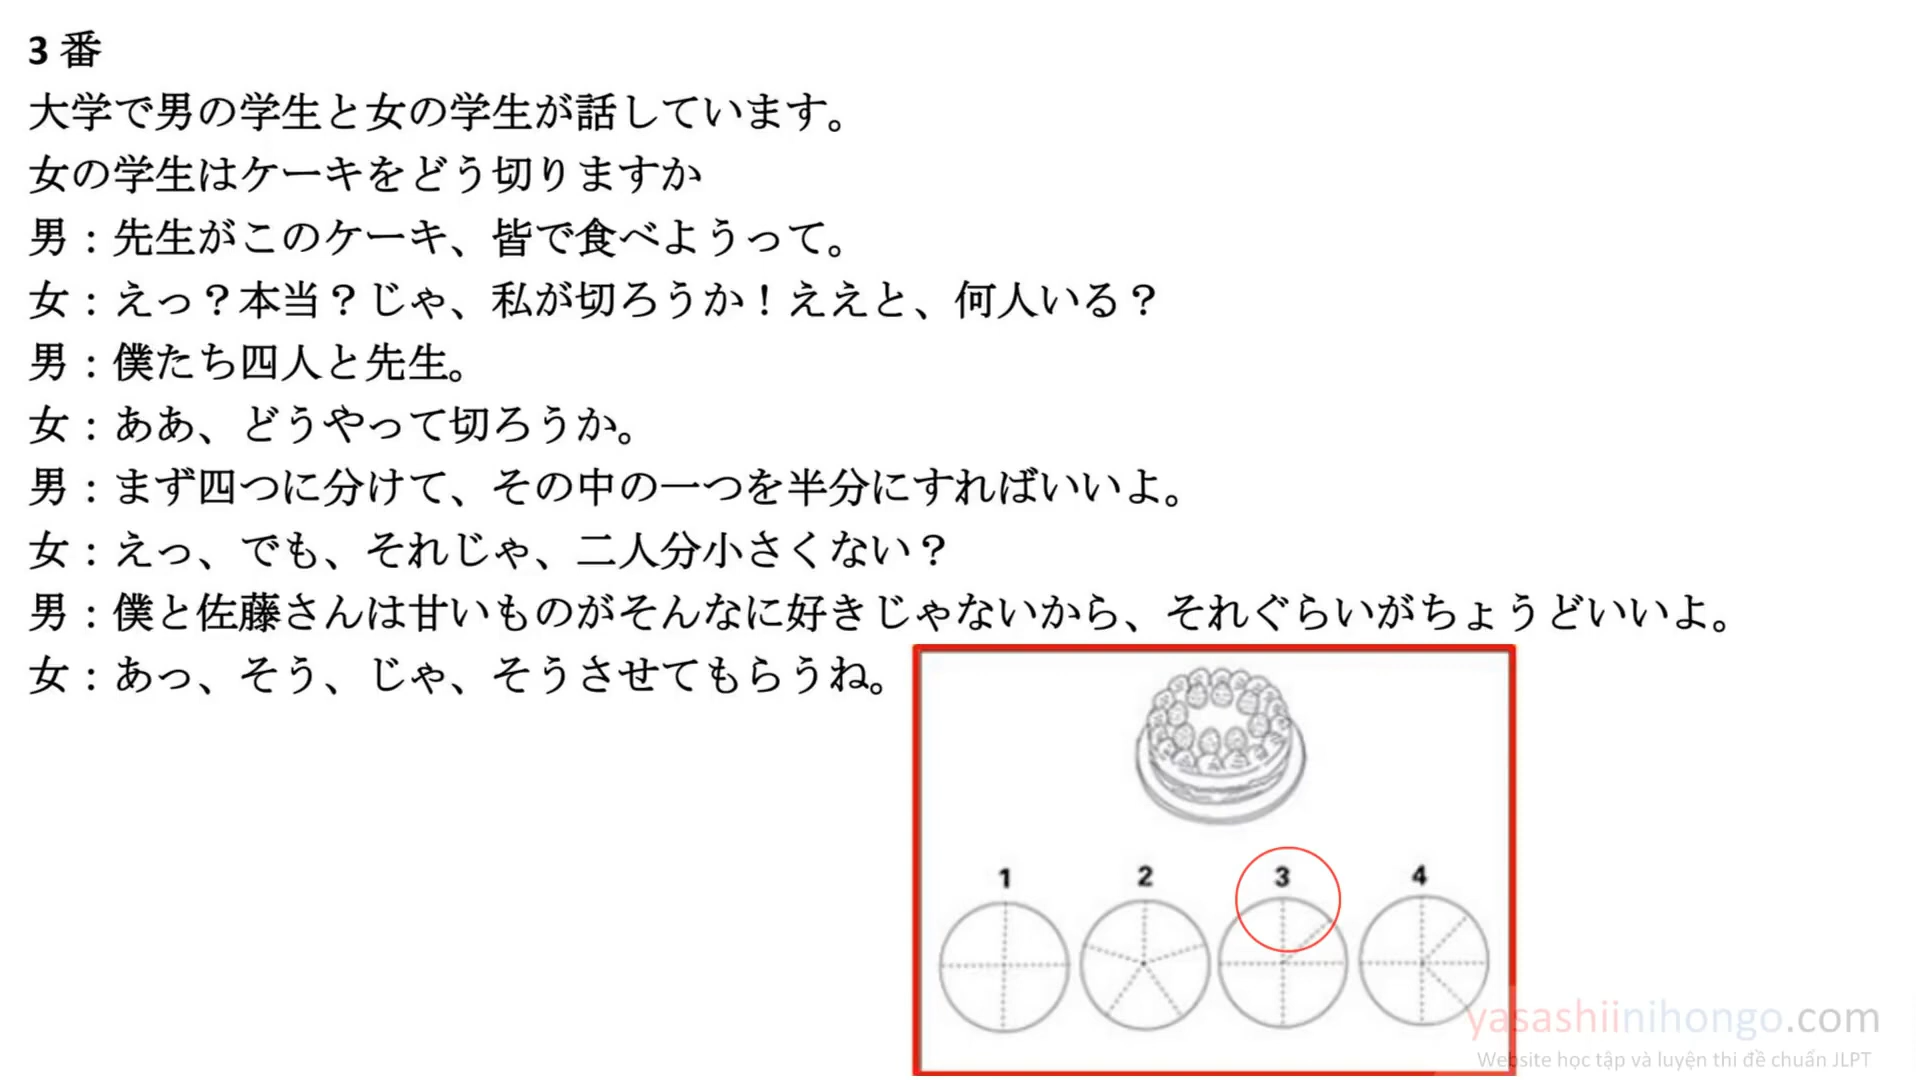 3 番
大学で男の学生と女の学生が話しています。
女の学生はケーキをどう切りますか
男：先生がこのケーキ、皆で食べようって。
女：えっ？本当？じゃ、私が切ろうか！ええと、何人いる？
男：僕たち四人と先生。
女：ああ、どうやって切ろうか。
男：まず四つに分けて、その中の一つを半分にすればいいよ。
女：えっ、でも、それじゃ、二人分小さくない？
男：僕と佐藤さんは甘いものがそんなに好きじゃないから、それぐらいがちょうどいいよ。
女：あっ、そう、じゃ、そうさせてもらうね。
1 2 3 4
yasashiinihongo.com
Website học tập và luyện thi đề chuẩn JLPT